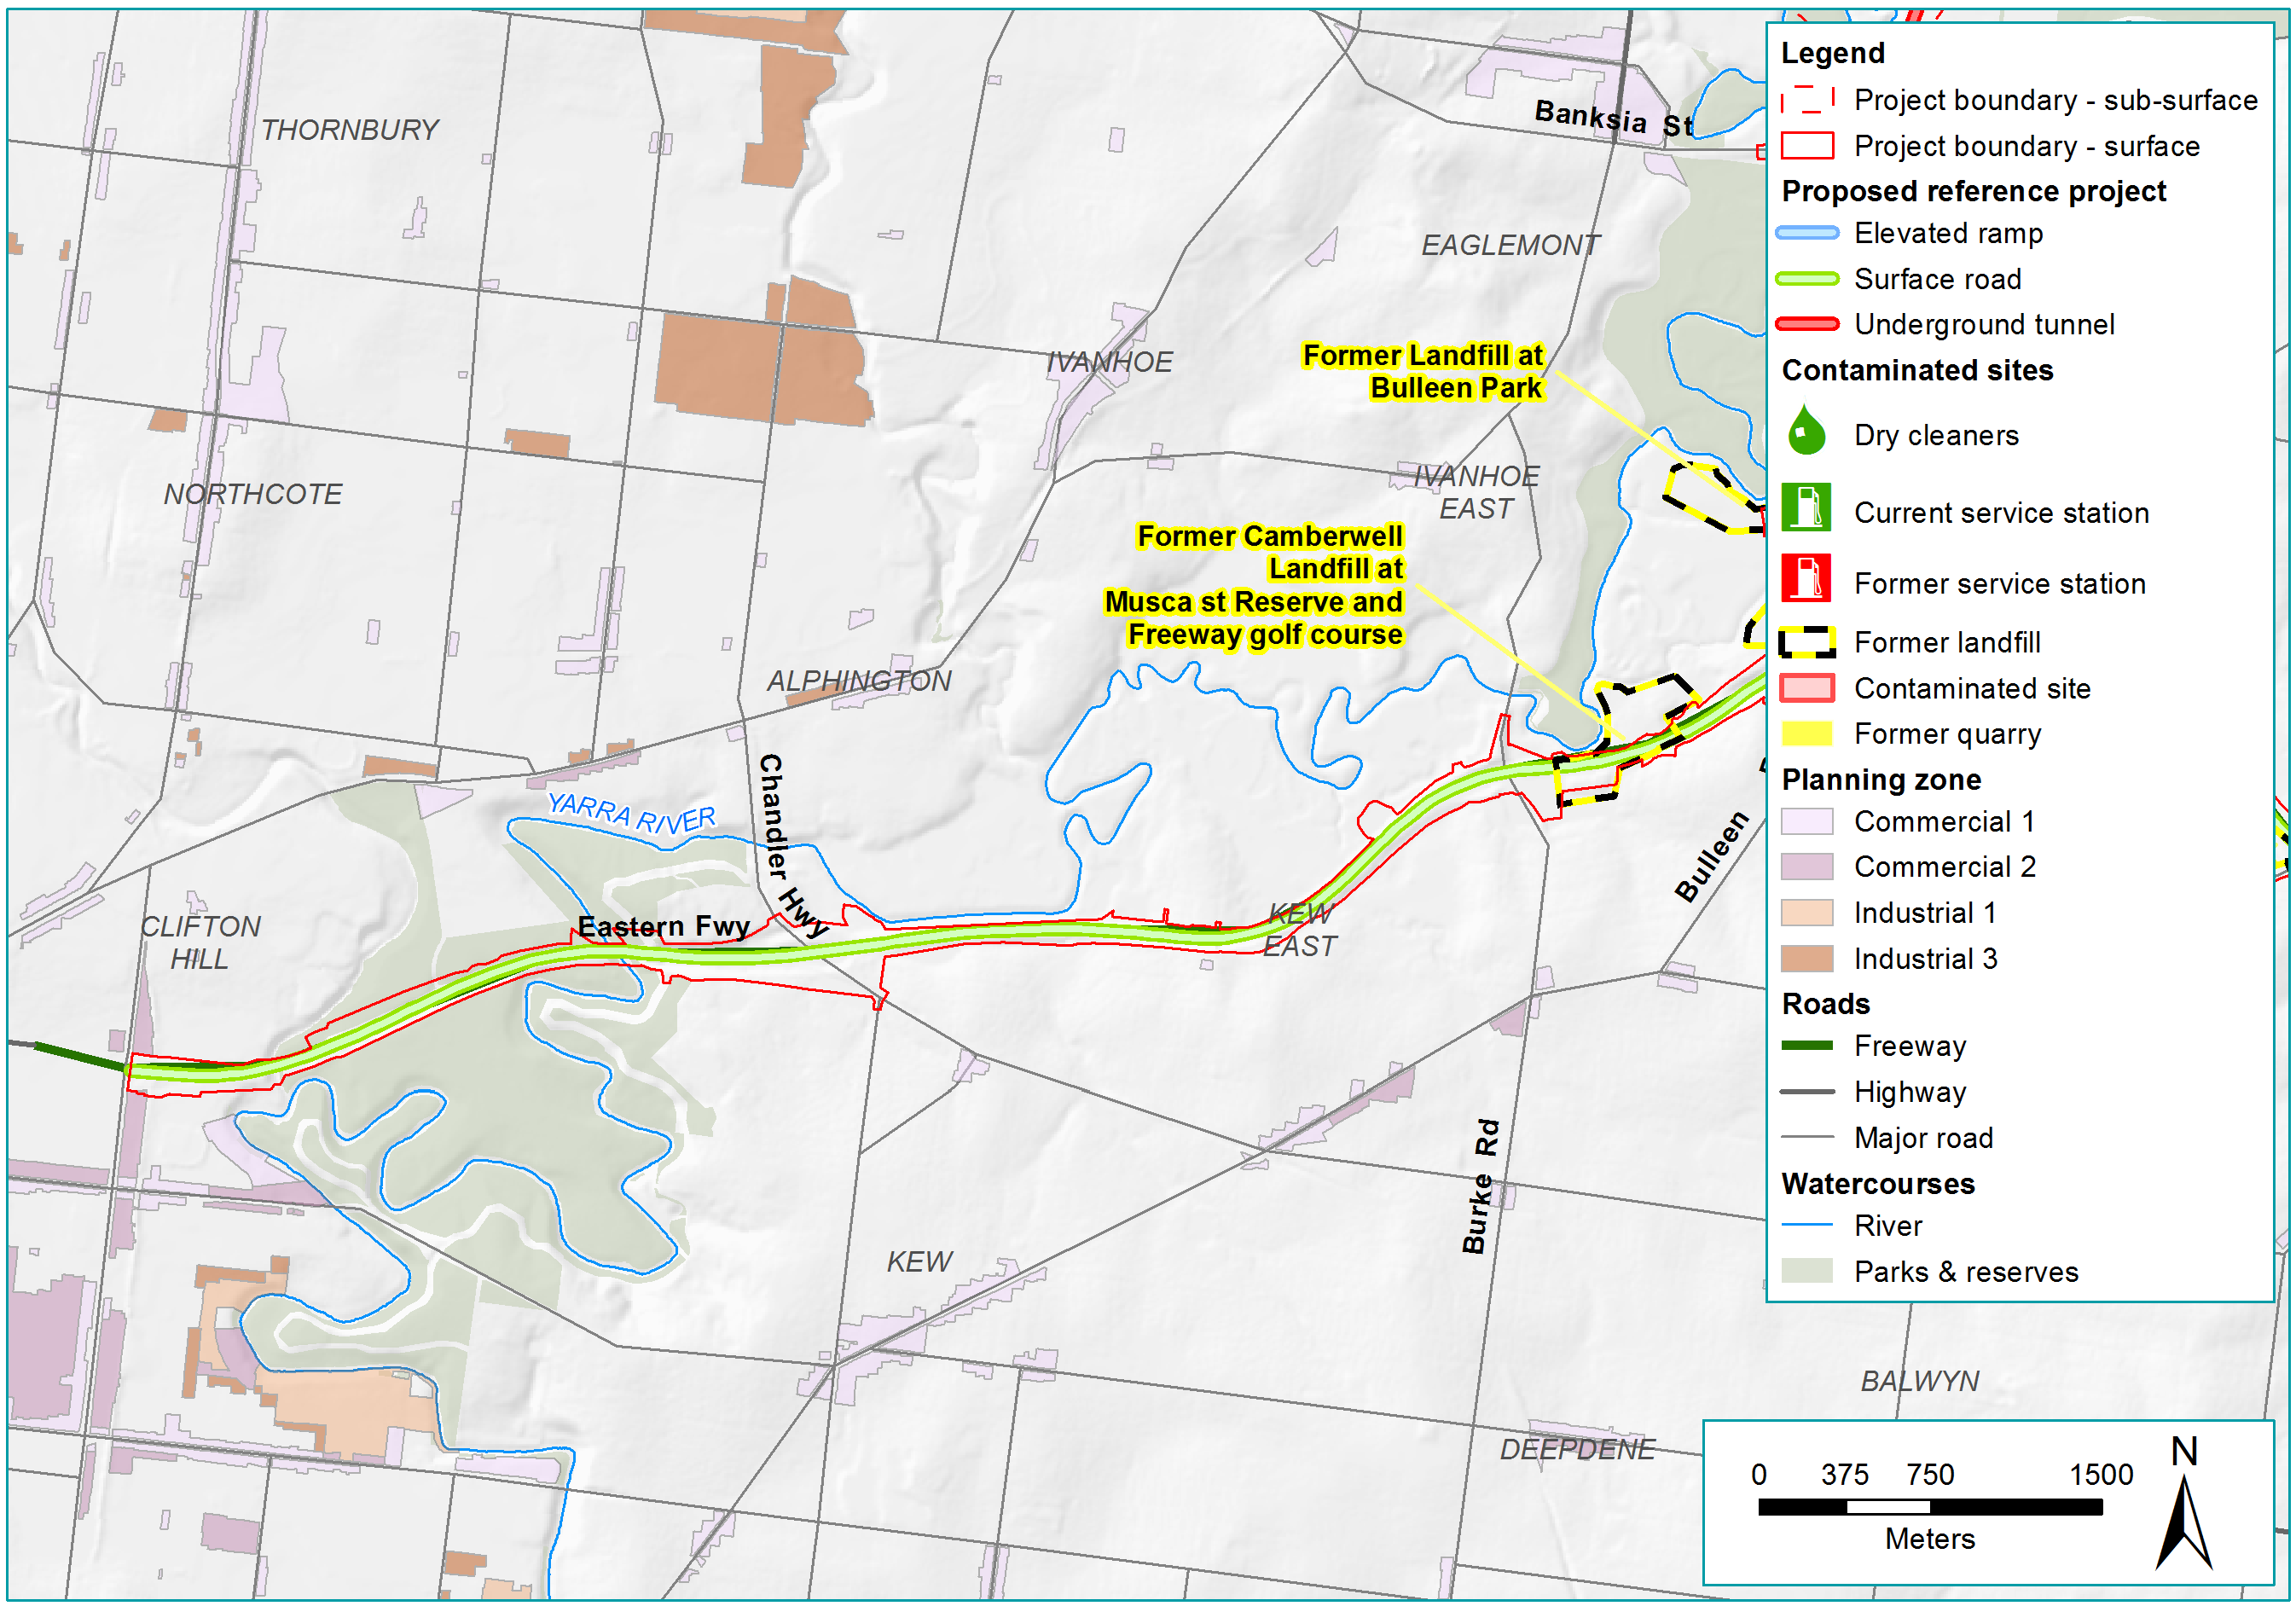 THORNBURY
Banksia St
EAGLEMONT
IVANHOE
Former Landfill at
Bulleen Park
NORTHCOTE
IVANHOE
EAST
Former Camberwell
Landfill at
Musca st Reserve and
Freeway golf course
ALPHINGTON
YARRA RIVER
Chandler Hwy
Eastern Fwy
CLIFTON
HILL
KEW
EAST
Bulleen
Burke Rd
KEW
BALWYN
DEEPDENE
Legend
Project boundary - sub-surface
Project boundary - surface
Proposed reference project
Elevated ramp
Surface road
Underground tunnel
Contaminated sites
Dry cleaners
Current service station
Former service station
Former landfill
Contaminated site
Former quarry
Planning zone
Commercial 1
Commercial 2
Industrial 1
Industrial 3
Roads
Freeway
Highway
Major road
Watercourses
River
Parks & reserves
0 375 750 1500
Meters
N